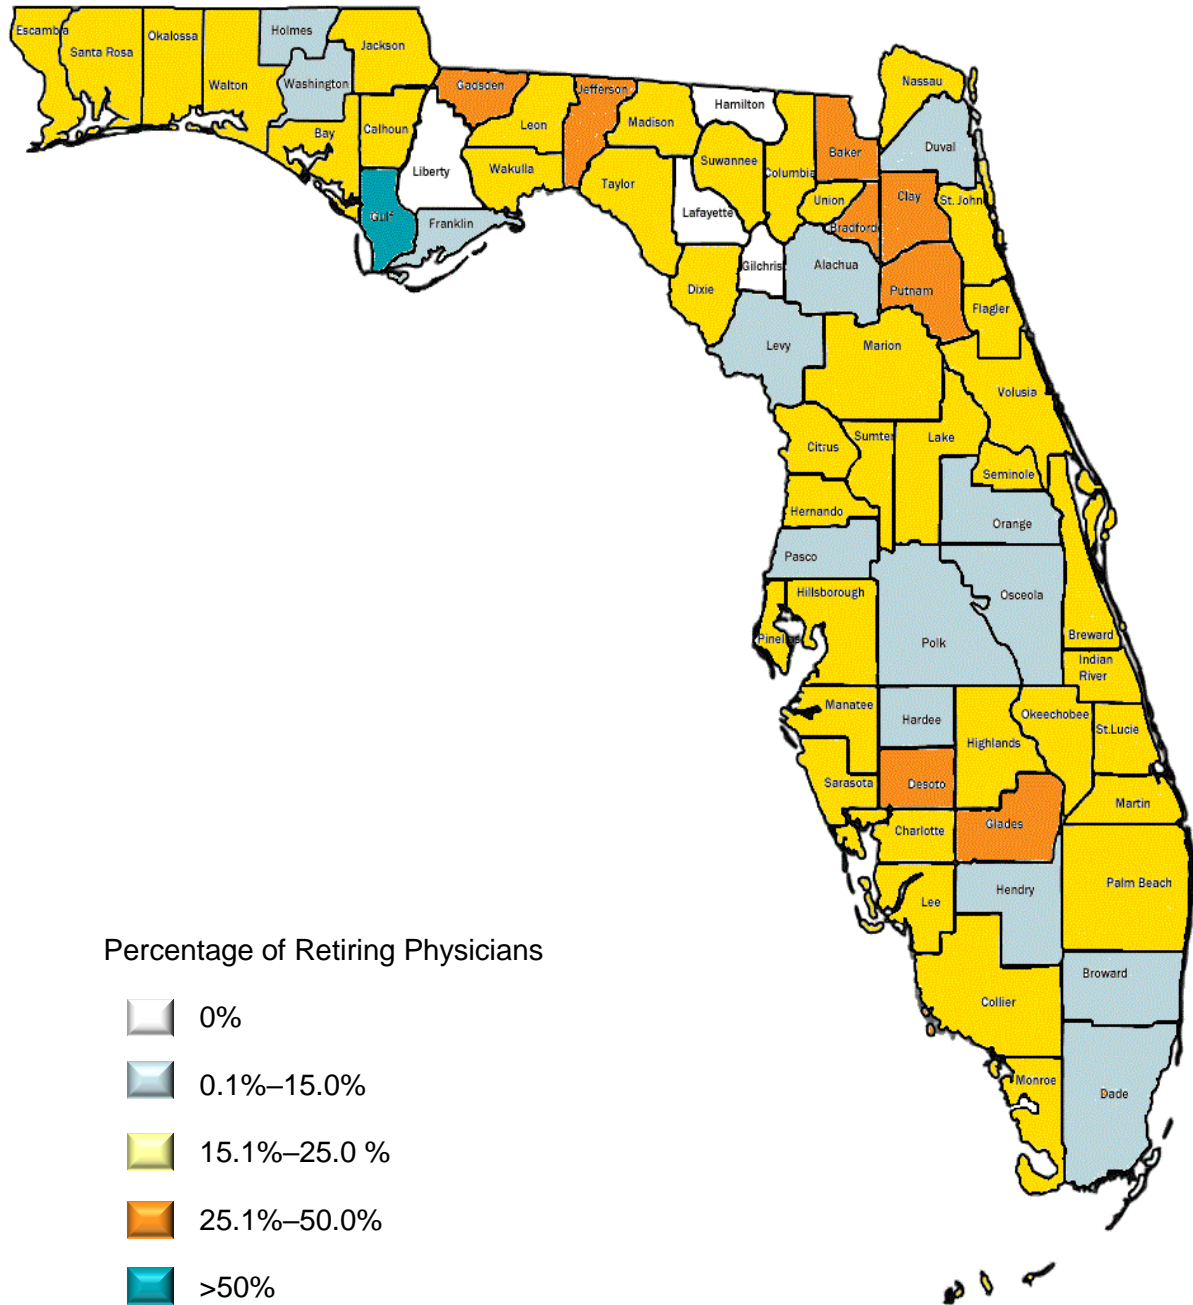 Escambia
Santa Rosa
Okalossa
Walton
Holmes
Washington
Jackson
Bay
Calhoun
Gulf
Liberty
Franklin
Gadsden
Leon
Wakulla
Jefferson
Madison
Taylor
Hamilton
Suwannee
Lafayette
Columbia
Gilchris
Dixie
Baker
Union
Bradford
Alachua
Levy
Nassau
Duval
Clay
St. John
Putnam
Flagler
Marion
Volusia
Citrus
Sumter
Lake
Seminole
Hernando
Orange
Pasco
Hillsborough
Pinellas
Polk
Osceola
Breward
Indian
River
Manatee
Hardee
Highlands
Okeechobee
St.Lucie
Sarasota
Desoto
Martin
Charlotte
Glades
Lee
Hendry
Palm Beach
Collier
Broward
Monroe
Dade
Percentage of Retiring Physicians
0%
0.1%–15.0%
15.1%–25.0 %
25.1%–50.0%
>50%